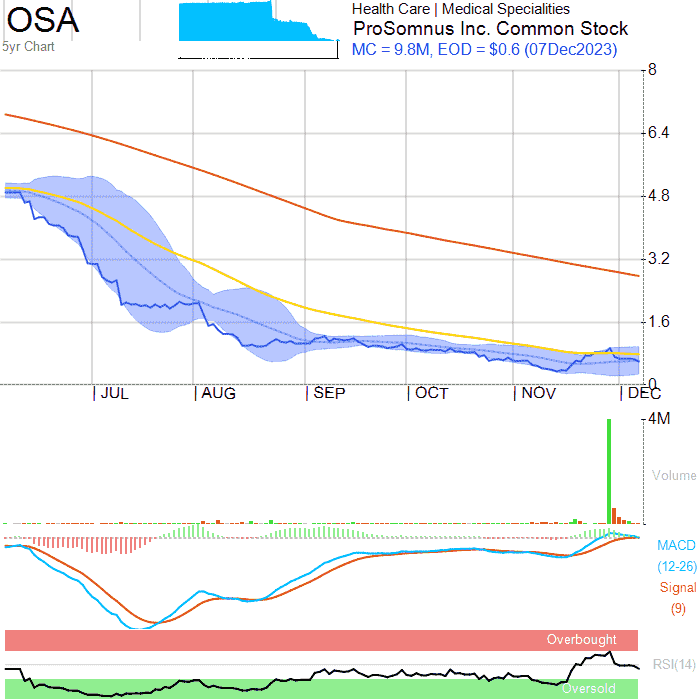 OSA
5yr Chart
Health Care | Medical Specialities
ProSomnus Inc. Common Stock
MC = 9.8M, EOD = $0.6 (07Dec2023)
8
6.4
4.8
3.2
1.6
0
JUL
AUG
SEP
OCT
NOV
DEC
4M
Volume
MACD
(12-26)
Signal
(9)
Overbought
RSI(14)
Oversold